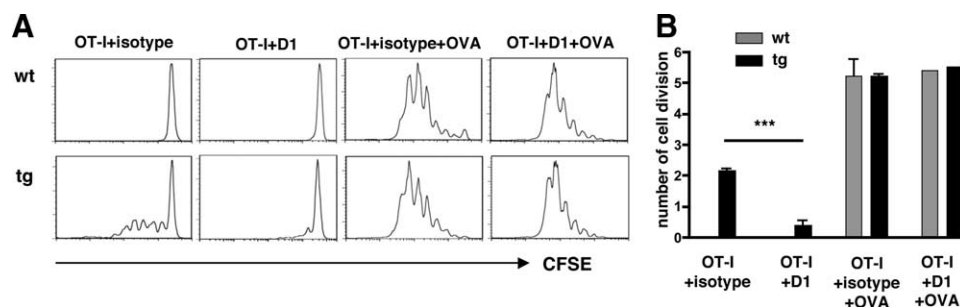 A
OT-I+isotype
OT-I+D1
OT-I+isotype+OVA
OT-I+D1+OVA
wt
tg
CFSE
B
wt
tg
number of cell division
6
5
4
3
2
1
0
***
OT-I
+isotype
OT-I
+D1
OT-I
+isotype
+OVA
OT-I
+D1
+OVA